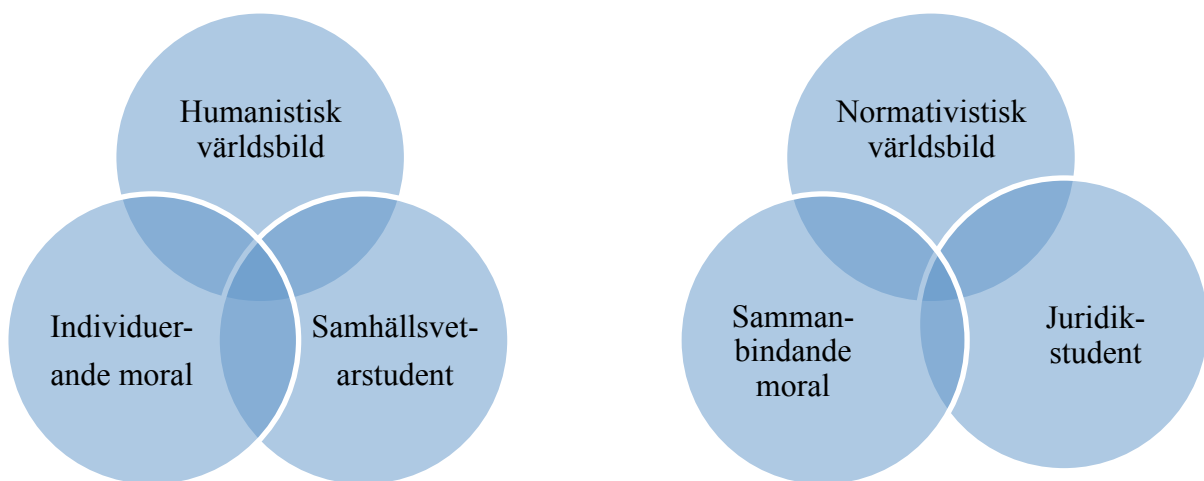 Humanistisk
världsbild
Individuer-
ande moral
Samhällsvet-
arstudent
Normativistisk
världsbild
Samman-
bindande
moral
Juridik-
student